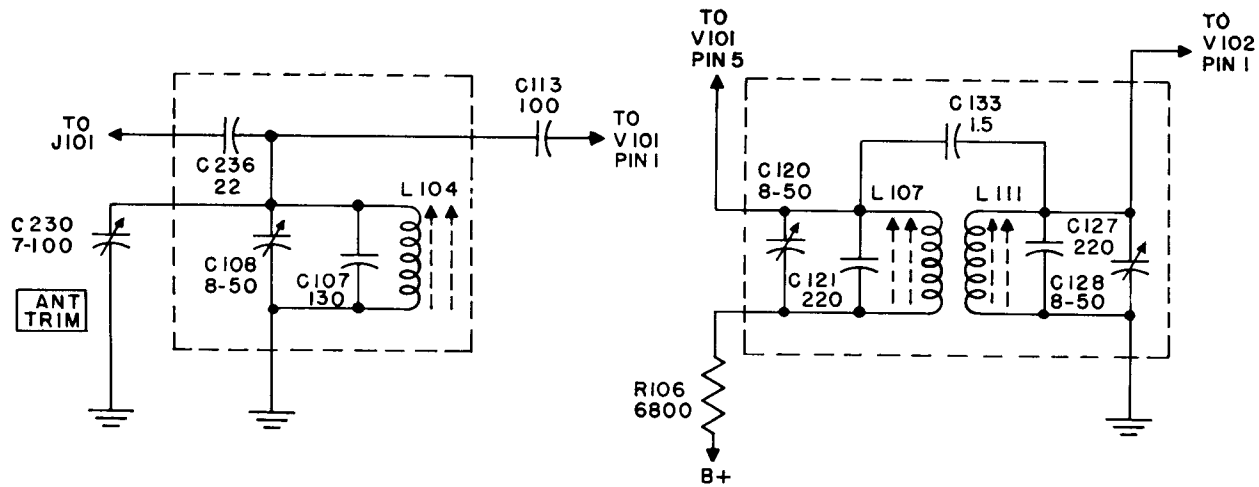 TO
J101
C236
22
C113
100
TO
V101
PIN 1
C230
7-100
ANT
TRIM
C108
8-50
C107
130
L104
TO
V101
PIN 5
TO
V102
PIN 1
C133
1.5
C120
8-50
L107
L111
C127
220
C121
220
C128
8-50
R106
6800
B+